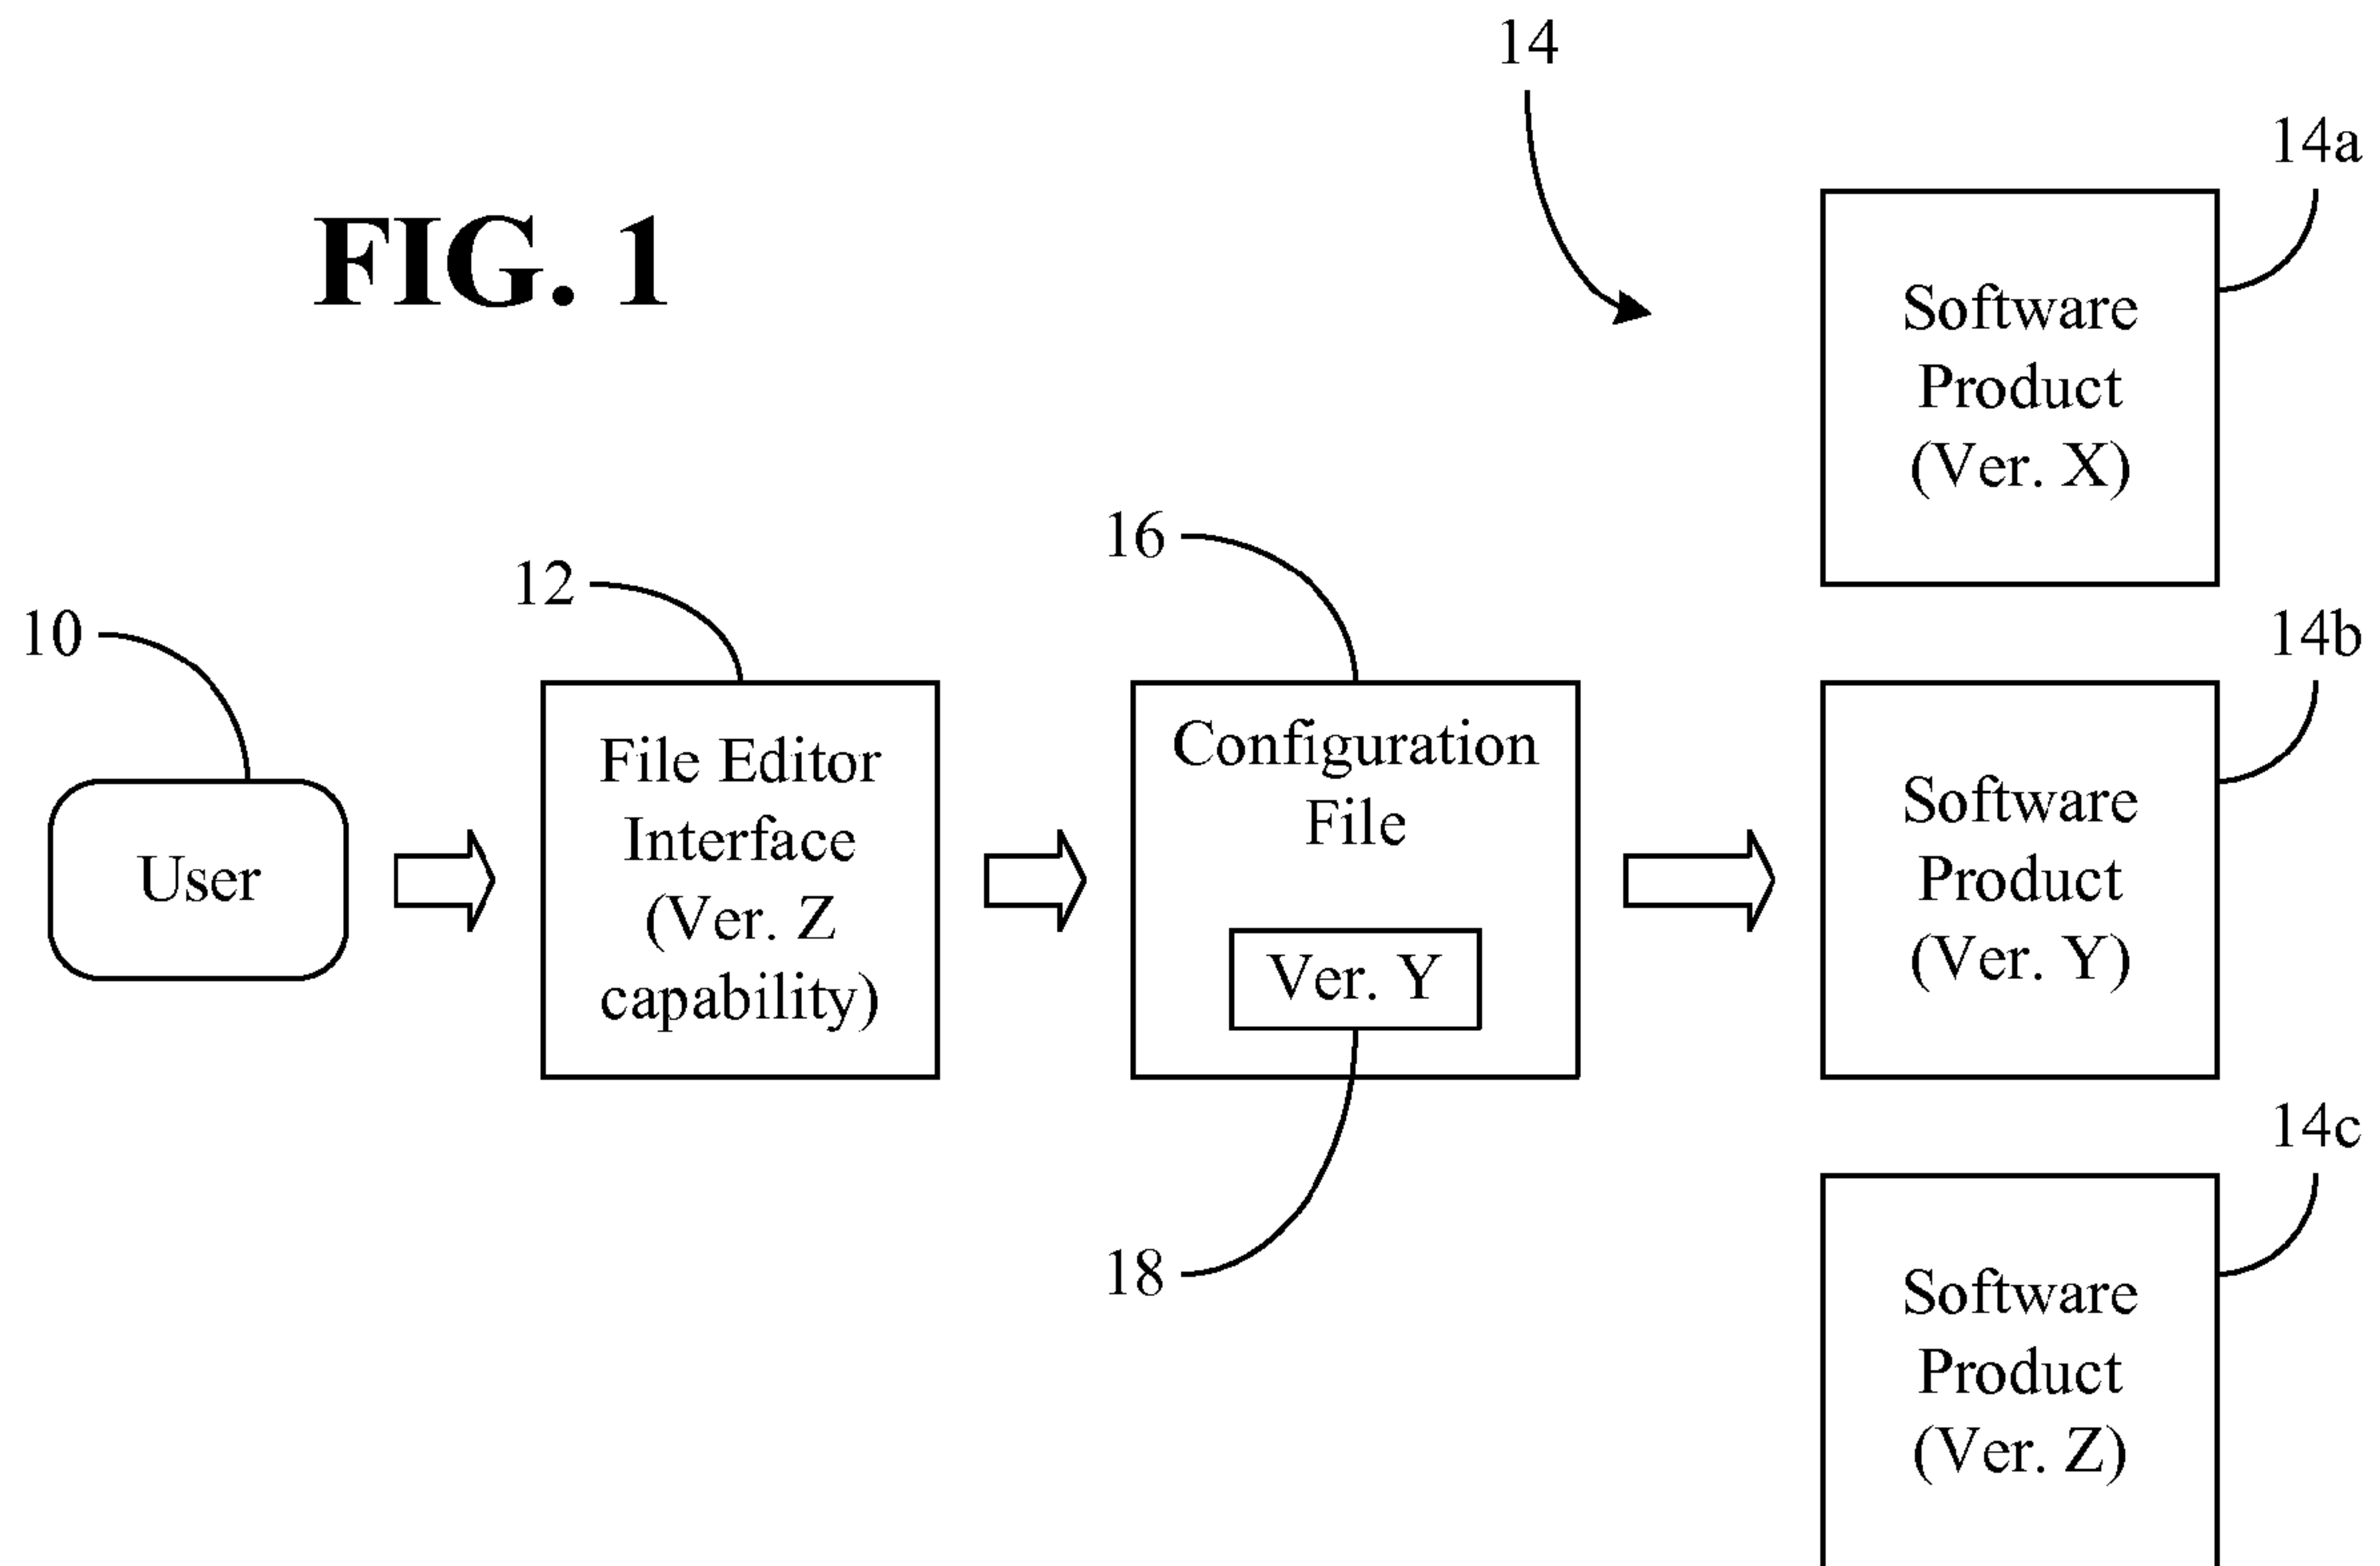 FIG. 1
14
14a
Software
Product
(Ver. X)
10
User
12
File Editor
Interface
(Ver. Z
capability)
16
Configuration
File
Ver. Y
18
14b
Software
Product
(Ver. Y)
14c
Software
Product
(Ver. Z)